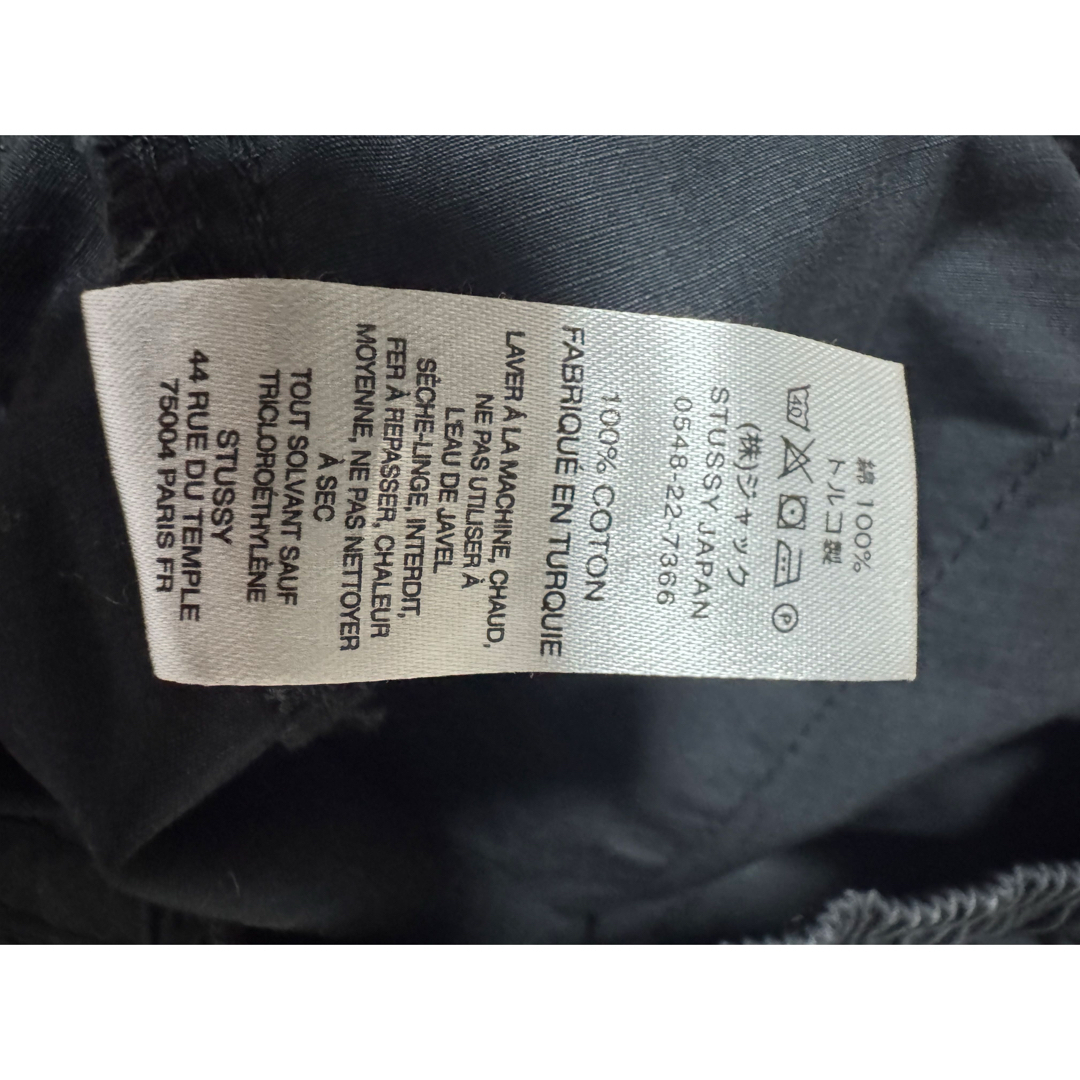 綿 100%
トルコ製
40 P
(株)ジャック
STUSSY JAPAN
0548-22-7366
100% COTON
FABRIQUÉ EN TURQUIE
LAVER À LA MACHINE, CHAUD,
NE PAS UTILISER À
L'EAU DE JAVEL
SÈCHE-LINGE, INTERDIT,
FER À REPASSER, CHALEUR
MOYENNE, NE PAS NETTOYER
À SEC
TOUT SOLVANT SAUF
TRICLOROÉTHYLÈNE
STUSSY
44 RUE DU TEMPLE
75004 PARIS FR